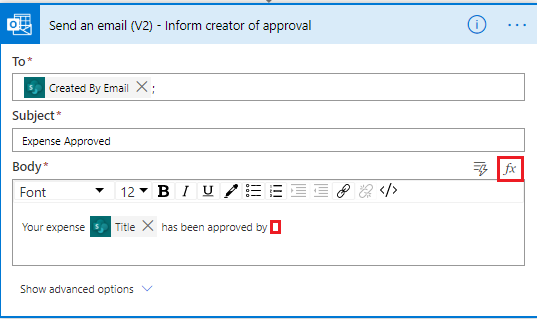 Send an email (V2) - Inform creator of approval
To*
Created By Email ;
Subject*
Expense Approved
Body*
fx
Font 12 B I U </>
Your expense Title has been approved by
Show advanced options